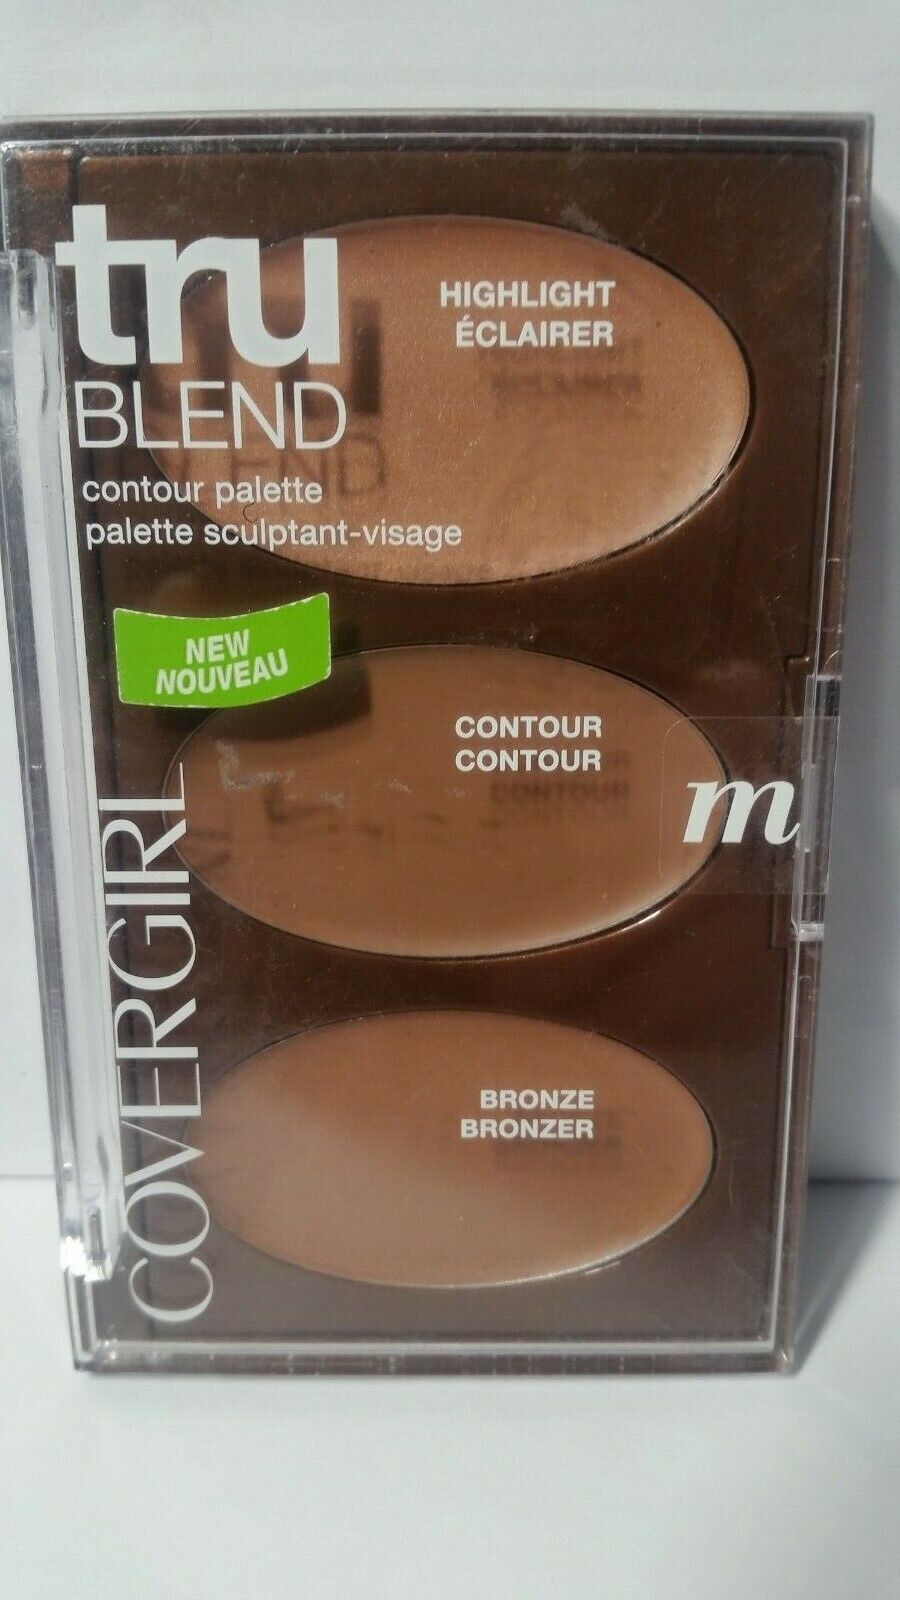 tru
BLEND
contour palette
palette sculptant-visage
HIGHLIGHT
ÉCLAIRER
NEW
NOUVEAU
CONTOUR
CONTOUR
m
BRONZE
BRONZER
COVERGIRL